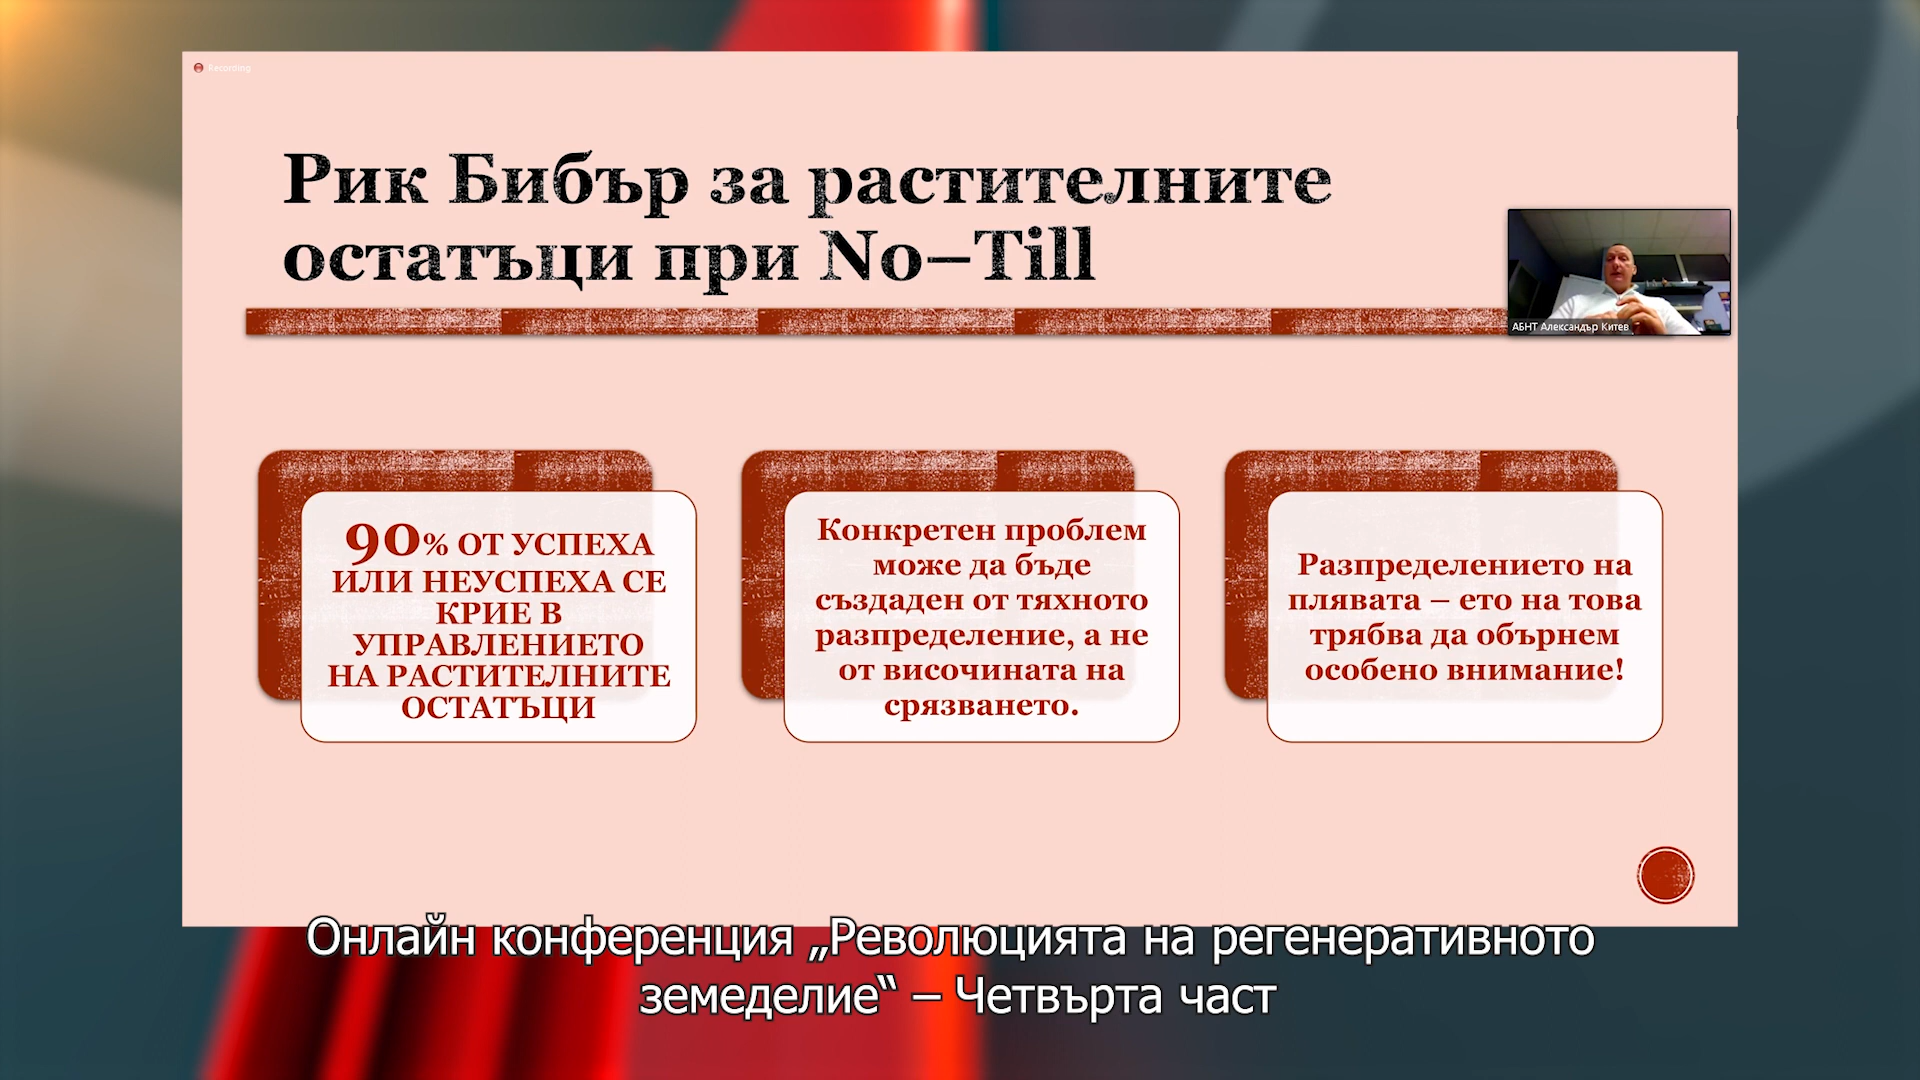 Recording
Рик Бибър за растителните
остатъци при No–Till
АБНТ Александър Китев
90% ОТ УСПЕХА
ИЛИ НЕУСПЕХА СЕ
КРИЕ В
УПРАВЛЕНИЕТО
НА РАСТИТЕЛНИТЕ
ОСТАТЪЦИ
Конкретен проблем
може да бъде
създаден от тяхното
разпределение, а не
от височината на
срязването.
Разпределението на
плявата – ето на това
трябва да обърнем
особено внимание!
Онлайн конференция „Революцията на регенеративното
земеделие“ – Четвърта част